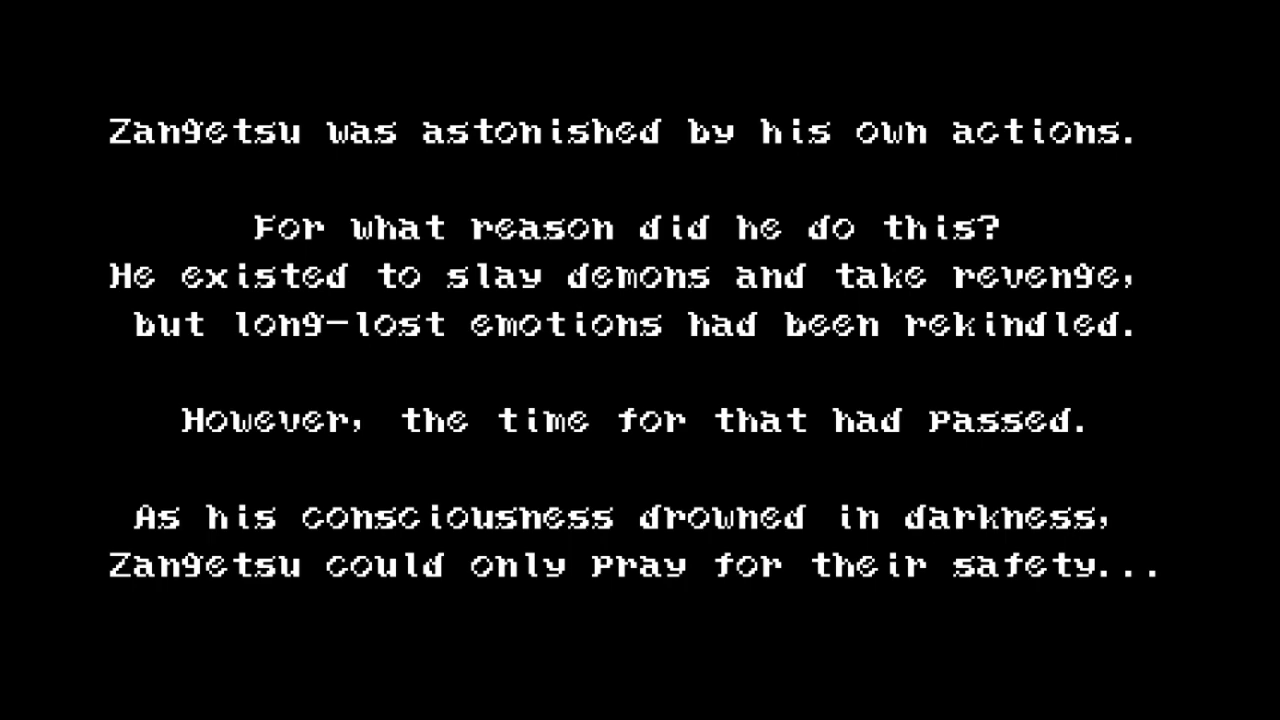 Zangetsu was astonished by his own actions.
For what reason did he do this?
He existed to slay demons and take revenge,
but long-lost emotions had been rekindled.
However, the time for that had passed.
As his consciousness drowned in darkness,
Zangetsu could only pray for their safety...